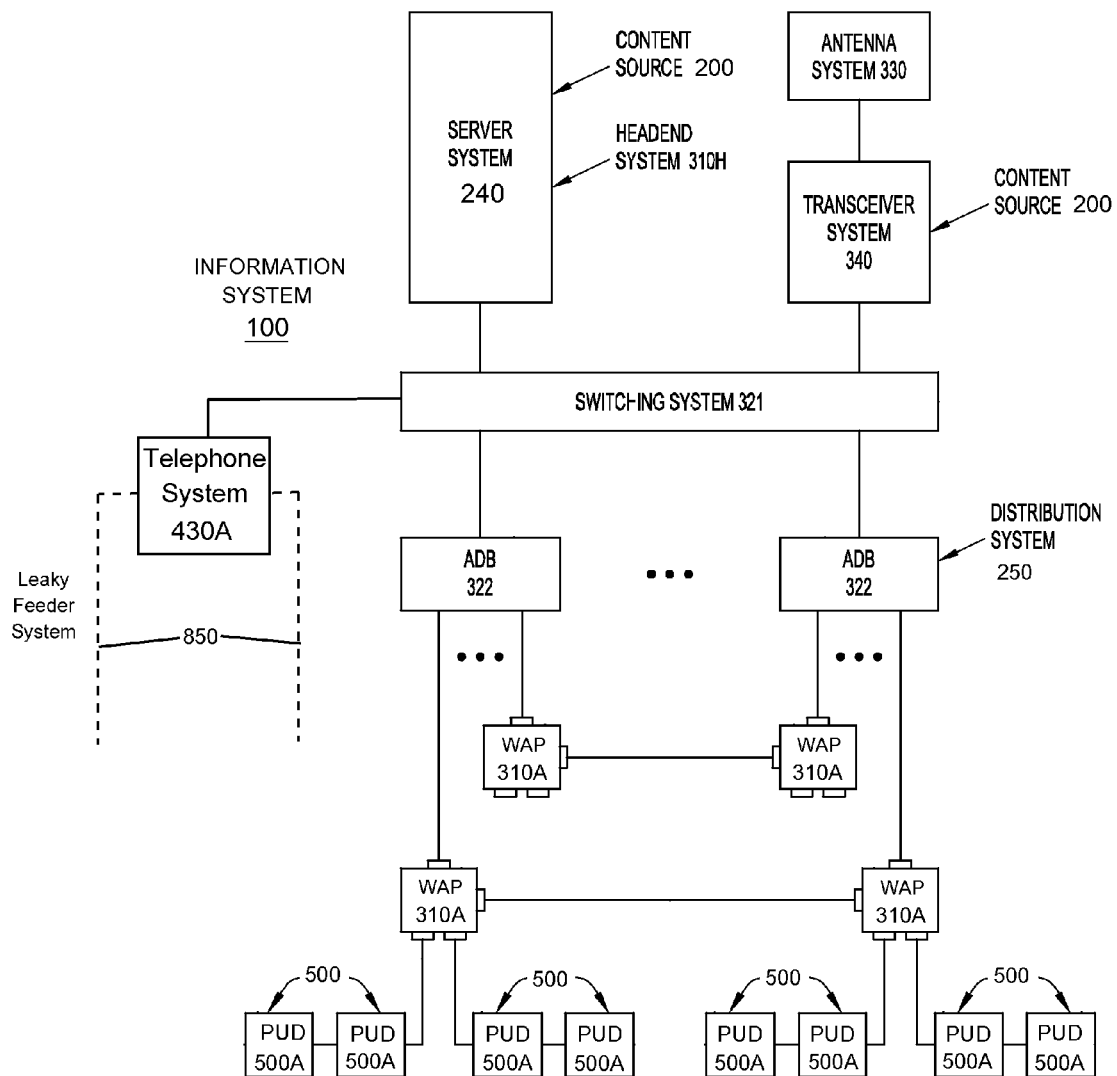 CONTENT
SOURCE 200
ANTENNA
SYSTEM 330
SERVER
SYSTEM
240
HEADEND
SYSTEM 310H
TRANSCEIVER
SYSTEM
340
CONTENT
SOURCE 200
INFORMATION
SYSTEM
100
SWITCHING SYSTEM 321
Telephone
System
430A
Leaky
Feeder
System
850
ADB
322
ADB
322
DISTRIBUTION
SYSTEM
250
WAP
310A
WAP
310A
WAP
310A
WAP
310A
500
500
500
500
PUD
500A
PUD
500A
PUD
500A
PUD
500A
PUD
500A
PUD
500A
PUD
500A
PUD
500A